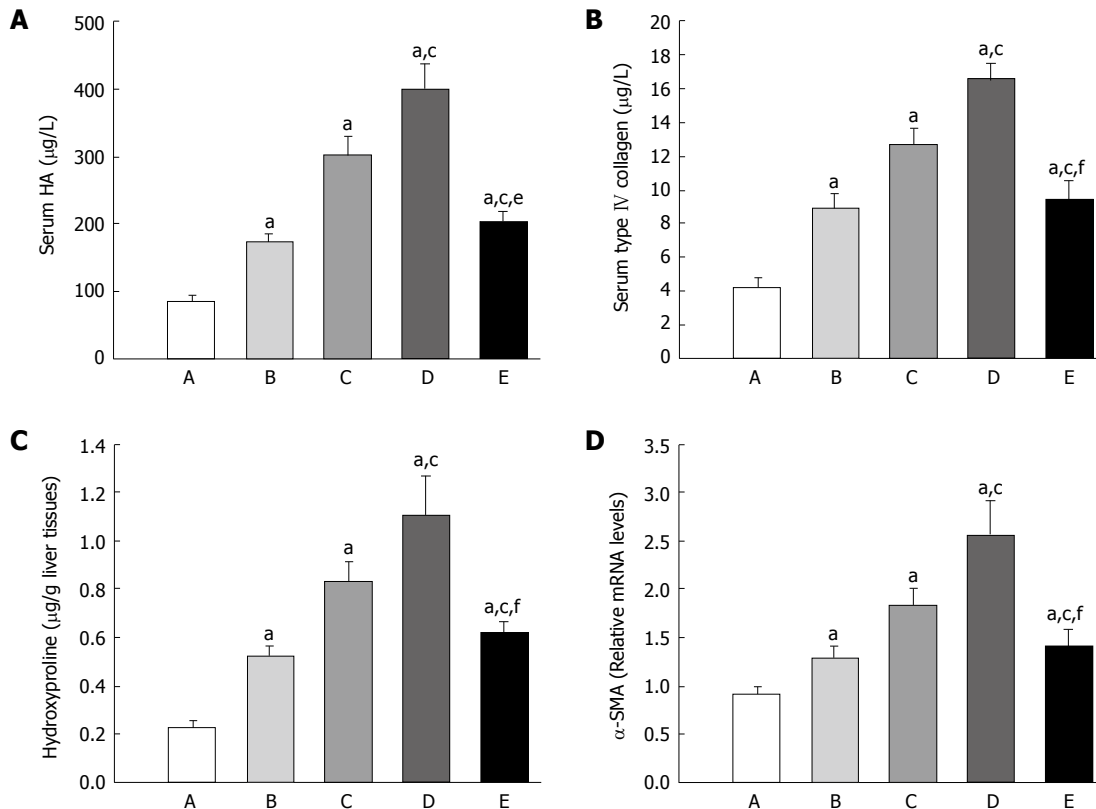 A
Serum HA (μg/L)
500
400
300
200
100
0
a
a
a,c
a,c,e
A B C D E
B
Serum type IV collagen (μg/L)
20
18
16
14
12
10
8
6
4
2
0
a
a
a,c
a,c,f
A B C D E
C
Hydroxyproline (μg/g liver tissues)
1.4
1.2
1.0
0.8
0.6
0.4
0.2
0.0
a
a
a,c
a,c,f
A B C D E
D
α-SMA (Relative mRNA levels)
3.5
3.0
2.5
2.0
1.5
1.0
0.5
0.0
a
a
a,c
a,c,f
A B C D E